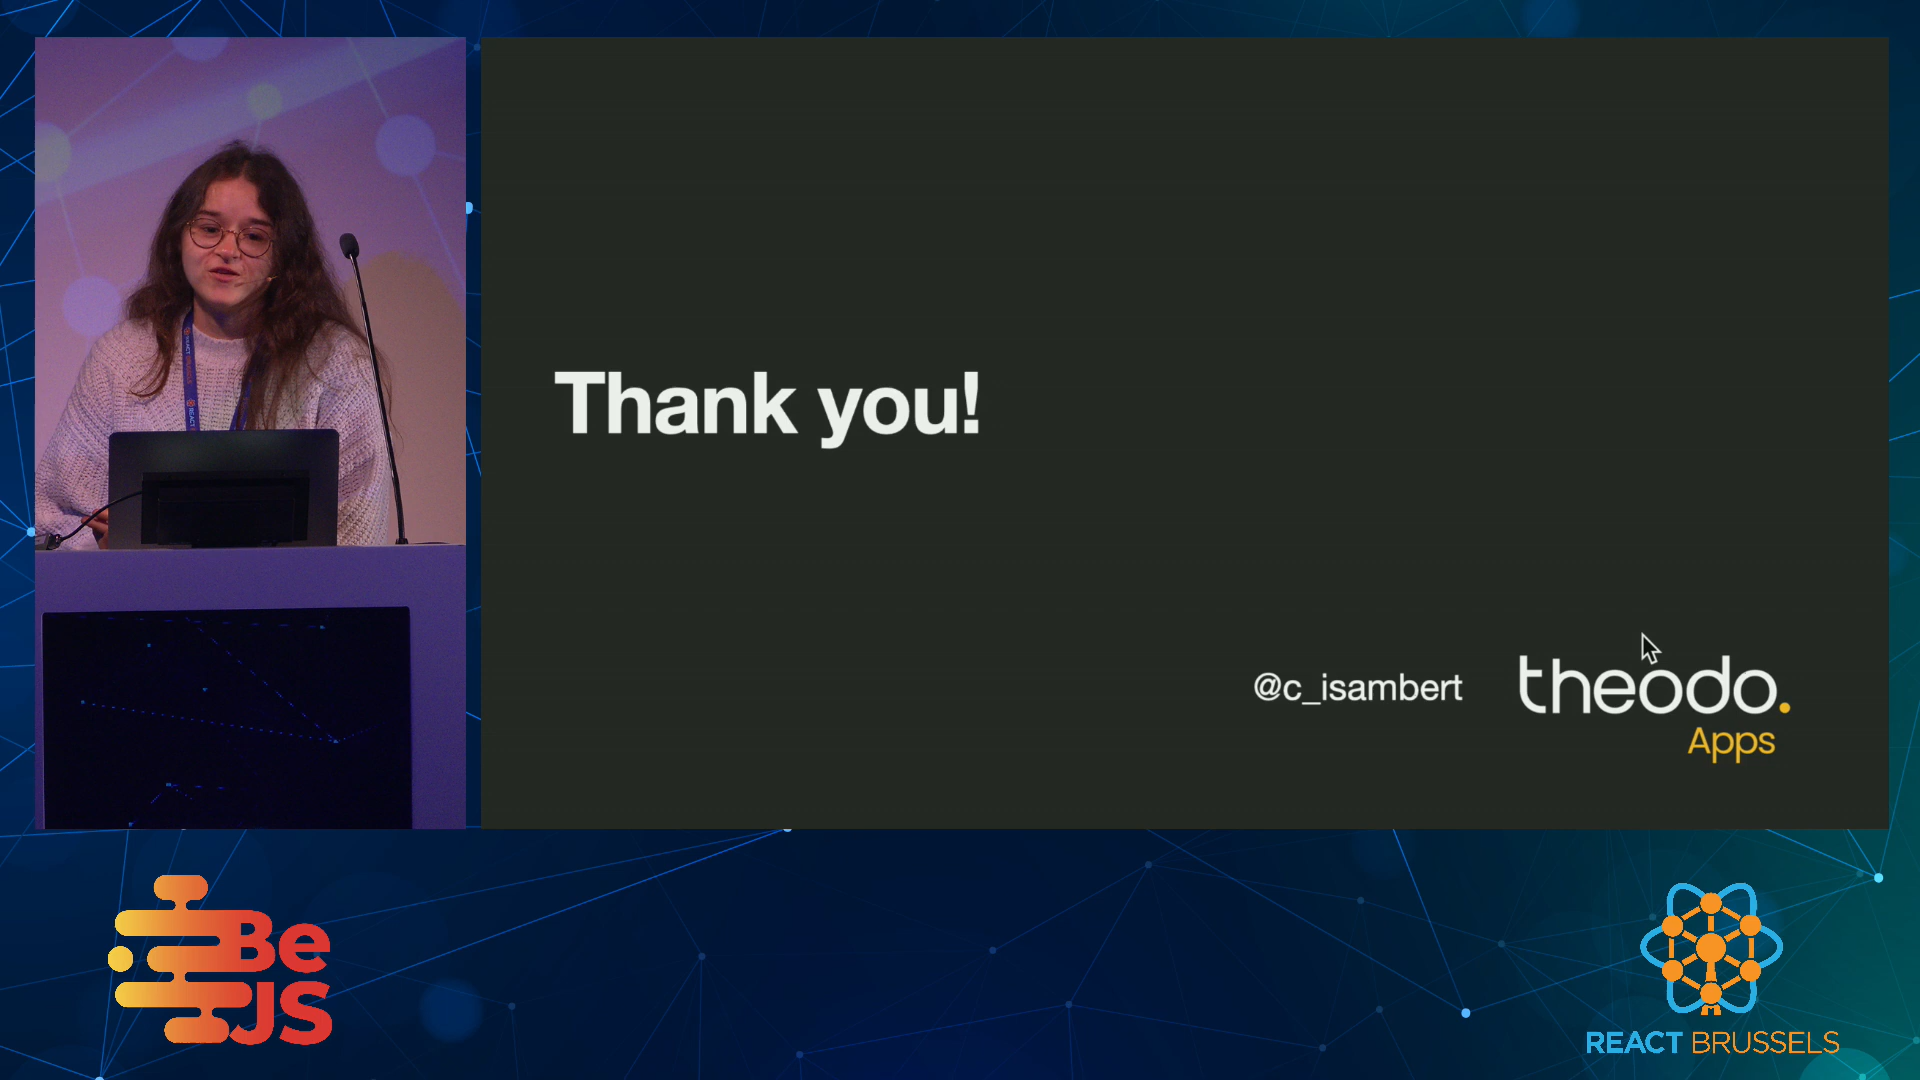 Thank you!
@c_isambert
theodo.
Apps
Be
JS
REACT BRUSSELS